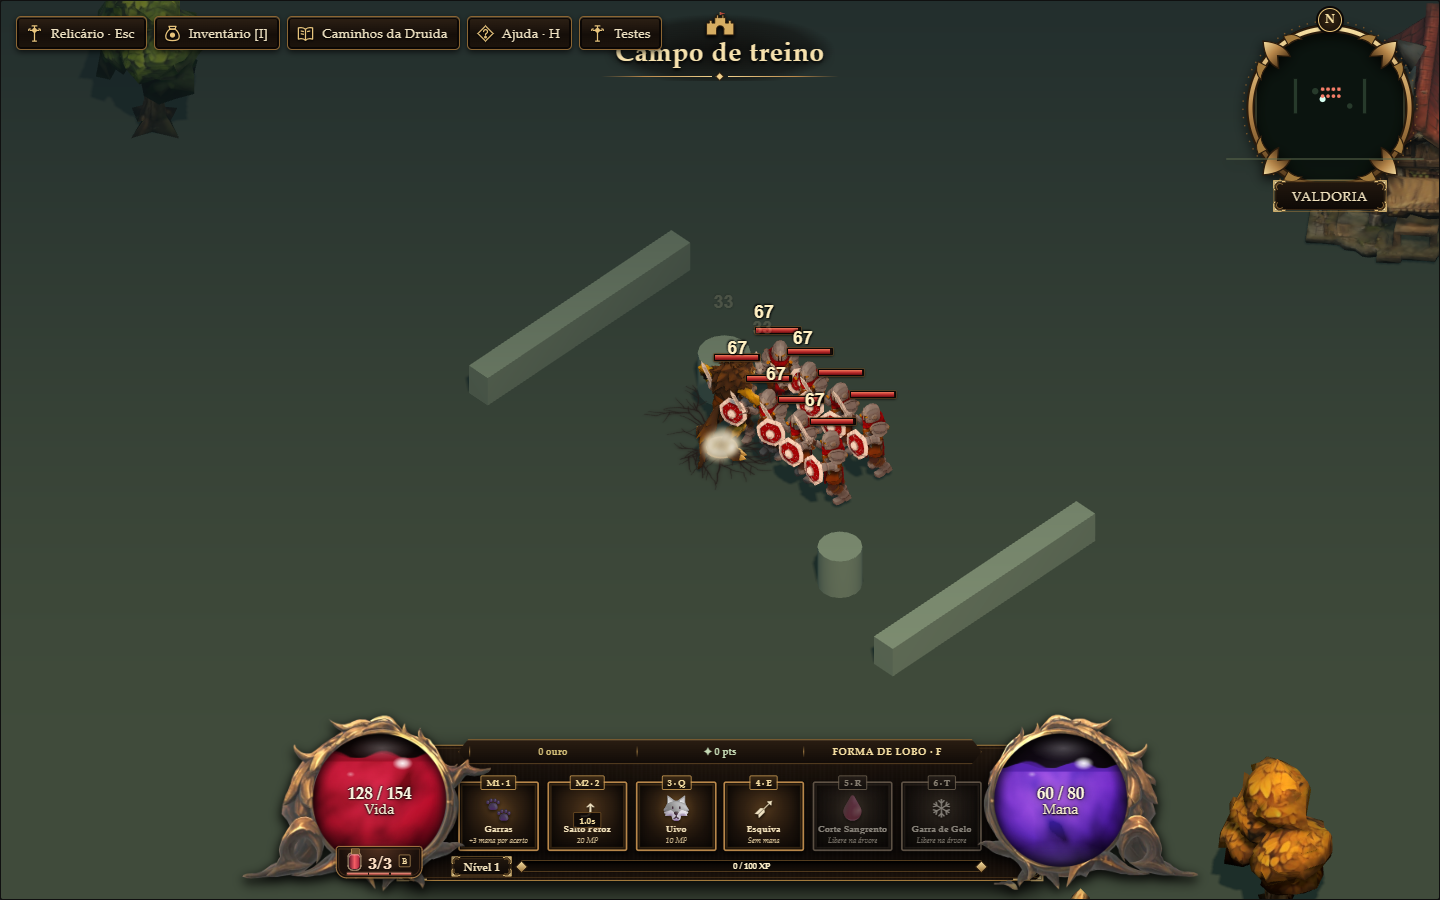 Relicário · Esc
Inventário [I]
Caminhos da Druida
Ajuda · H
Testes
Campo de treino
N
VALDORIA
33
67
33
67
67
67
67
0 ouro
0 pts
FORMA DE LOBO · F
128 / 154
Vida
3/3
B
M1 · 1
Garras
+3 mana por acerto
M2 · 2
1.0s
Salto Feroz
20 MP
3 · Q
Uivo
10 MP
4 · E
Esquiva
Sem mana
5 · R
Corte Sangrento
Libere na árvore
6 · T
Garra de Gelo
Libere na árvore
60 / 80
Mana
Nível 1
0 / 100 XP